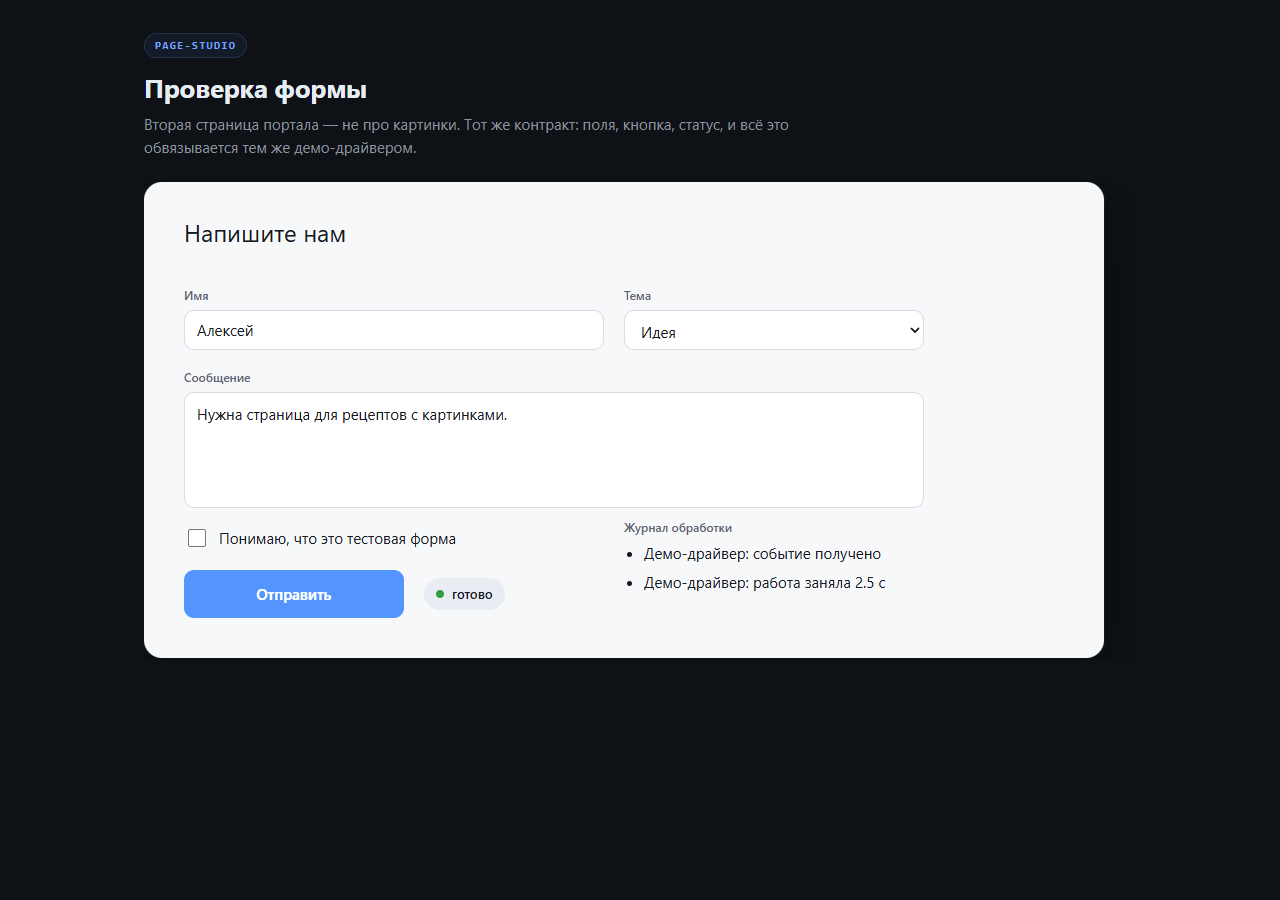 PAGE-STUDIO
Проверка формы
Вторая страница портала — не про картинки. Тот же контракт: поля, кнопка, статус, и всё это
обвязывается тем же демо-драйвером.
Напишите нам
Имя
Тема
Алексей
Идея
Сообщение
Нужна страница для рецептов с картинками.
Понимаю, что это тестовая форма
Журнал обработки
Демо-драйвер: событие получено
Демо-драйвер: работа заняла 2.5 с
Отправить
готово